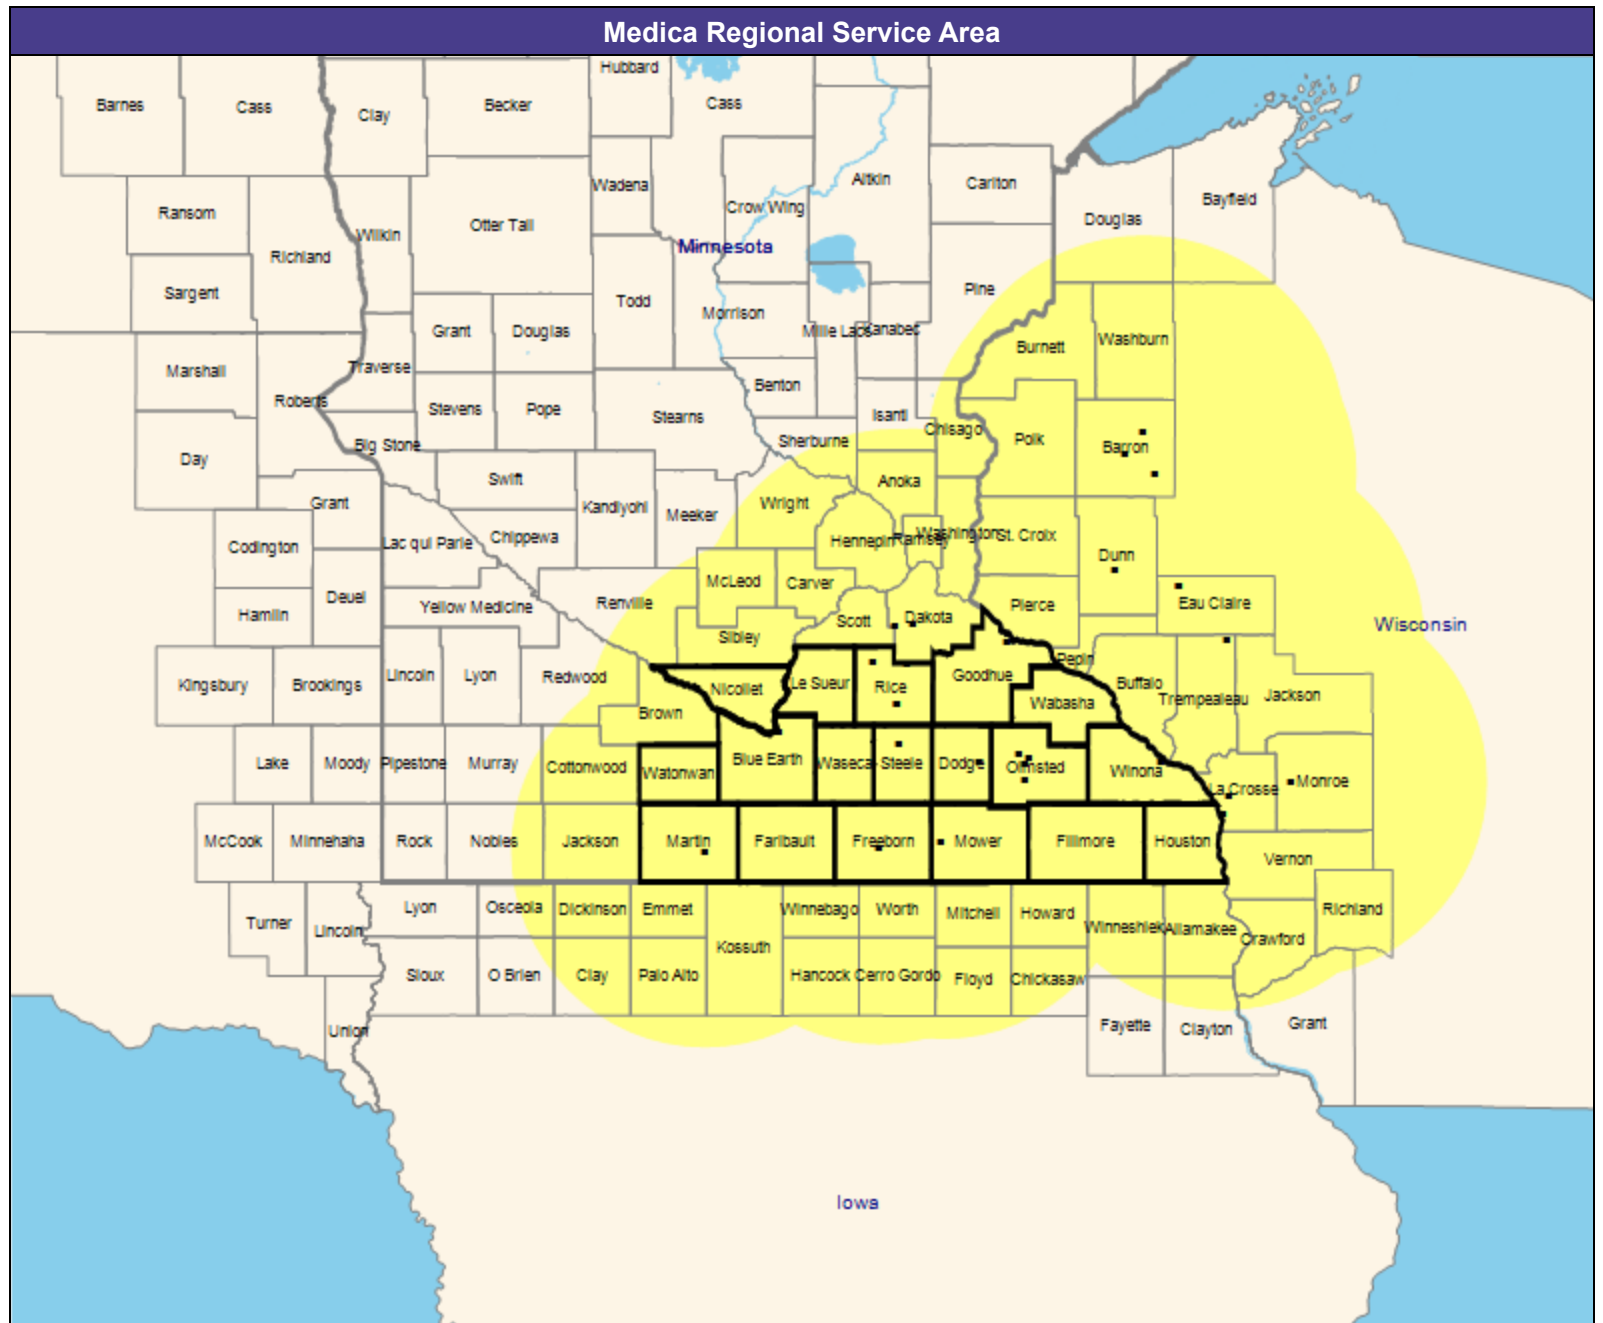 Medica Regional Service Area
Hubbard
Barnes
Cass
Clay
Becker
Cass
Wadena
Aitkin
Carlton
Ransom
Crow Wing
Bayfield
Otter Tail
Douglas
Wilkin
Minnesota
Richland
Sargent
Todd
Pine
Morrison
Grant
Douglas
Mille Lacs
Kanabec
Burnett
Washburn
Marshall
Traverse
Benton
Roberts
Stevens
Pope
Stearns
Isanti
Chisago
Polk
Barron
Big Stone
Sherburne
Day
Swift
Anoka
Grant
Kandiyohi
Meeker
Wright
Codington
Lac qui Parle
Chippewa
Hennepin
Ramsey
Washington
St. Croix
Dunn
Deuel
McLeod
Carver
Hamlin
Yellow Medicine
Renville
Scott
Dakota
Pierce
Eau Claire
Wisconsin
Sibley
Pepin
Kingsbury
Brookings
Lincoln
Lyon
Redwood
Nicollet
Le Sueur
Rice
Goodhue
Buffalo
Trempealeau
Jackson
Wabasha
Brown
Lake
Moody
Pipestone
Murray
Cottonwood
Watonwan
Blue Earth
Waseca
Steele
Dodge
Olmsted
Winona
La Crosse
Monroe
McCook
Minnehaha
Rock
Nobles
Jackson
Martin
Faribault
Freeborn
Mower
Fillmore
Houston
Vernon
Turner
Lincoln
Lyon
Osceola
Dickinson
Emmet
Winnebago
Worth
Mitchell
Howard
Winneshiek
Allamakee
Crawford
Richland
Kossuth
Sioux
O Brien
Clay
Palo Alto
Hancock
Cerro Gordo
Floyd
Chickasaw
Union
Fayette
Clayton
Grant
Iowa